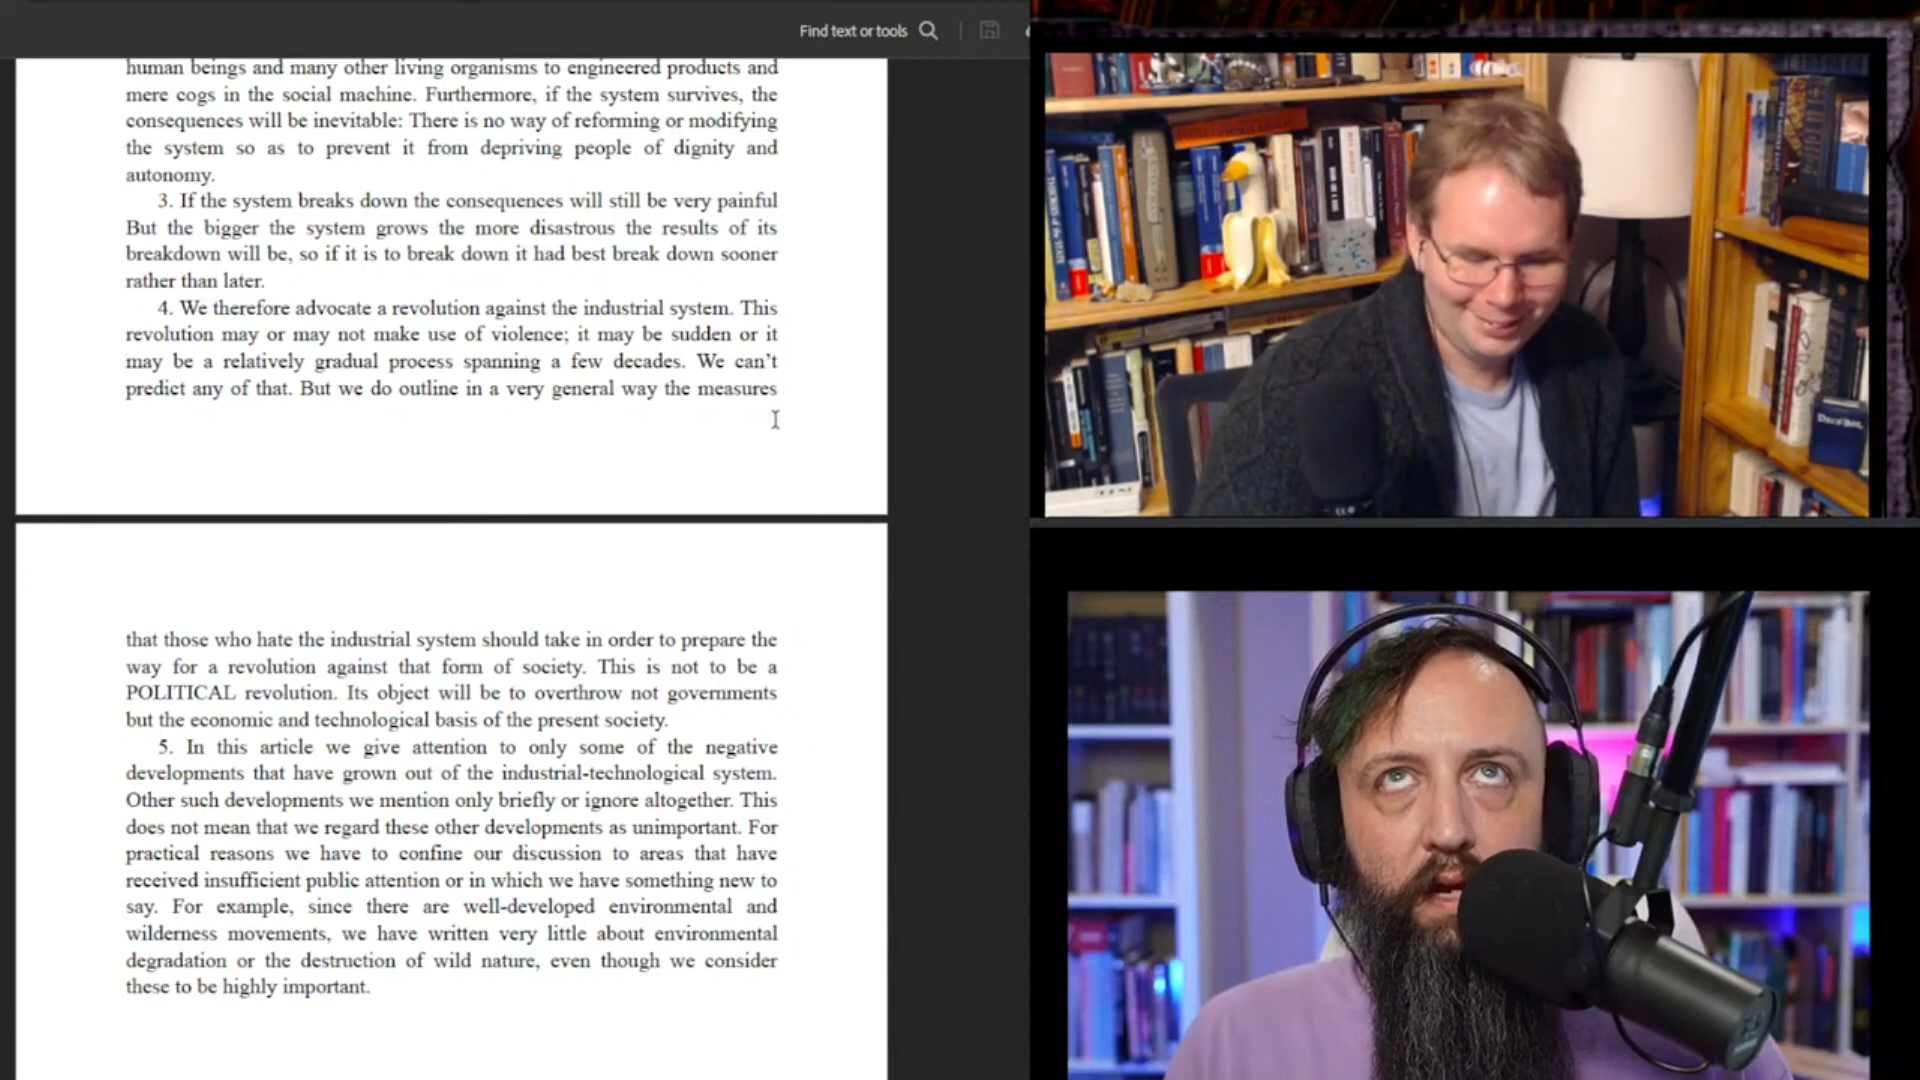 Find text or tools
human beings and many other living organisms to engineered products and
mere cogs in the social machine. Furthermore, if the system survives, the
consequences will be inevitable: There is no way of reforming or modifying
the system so as to prevent it from depriving people of dignity and
autonomy.
3. If the system breaks down the consequences will still be very painful
But the bigger the system grows the more disastrous the results of its
breakdown will be, so if it is to break down it had best break down sooner
rather than later.
4. We therefore advocate a revolution against the industrial system. This
revolution may or may not make use of violence; it may be sudden or it
may be a relatively gradual process spanning a few decades. We can’t
predict any of that. But we do outline in a very general way the measures
that those who hate the industrial system should take in order to prepare the
way for a revolution against that form of society. This is not to be a
POLITICAL revolution. Its object will be to overthrow not governments
but the economic and technological basis of the present society.
5. In this article we give attention to only some of the negative
developments that have grown out of the industrial-technological system.
Other such developments we mention only briefly or ignore altogether. This
does not mean that we regard these other developments as unimportant. For
practical reasons we have to confine our discussion to areas that have
received insufficient public attention or in which we have something new to
say. For example, since there are well-developed environmental and
wilderness movements, we have written very little about environmental
degradation or the destruction of wild nature, even though we consider
these to be highly important.